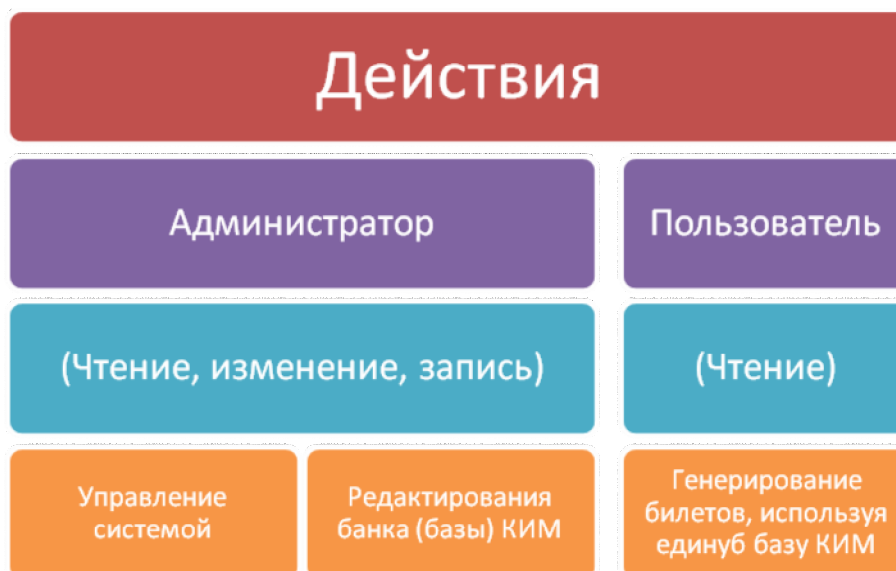 Действия
Администратор
Пользователь
(Чтение, изменение, запись)
(Чтение)
Управление
системой
Редактирования
банка (базы) КИМ
Генерирование
билетов, используя
единуб базу КИМ